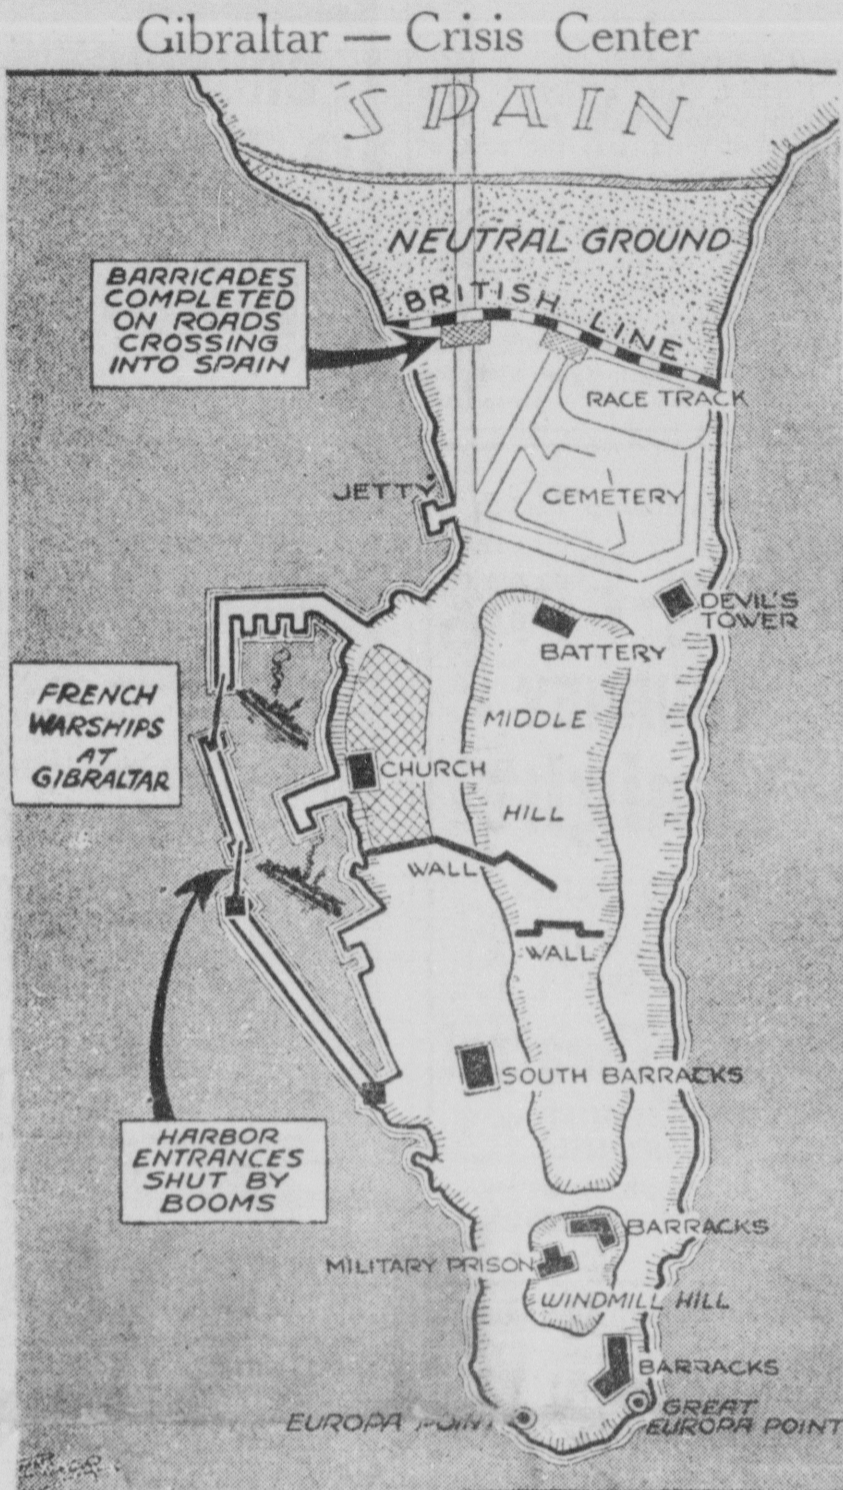 Gibraltar — Crisis Center
SPAIN
NEUTRAL GROUND
BARRICADES
COMPLETED
ON ROADS
CROSSING
INTO SPAIN
BRITISH LINE
RACE TRACK
JETTY
CEMETERY
DEVIL'S
TOWER
BATTERY
FRENCH
WARSHIPS
AT
GIBRALTAR
MIDDLE
CHURCH
HILL
WALL
WALL
SOUTH BARRACKS
HARBOR
ENTRANCES
SHUT BY
BOOMS
BARRACKS
MILITARY PRISON
WINDMILL HILL
BARRACKS
EUROPA POINT
GREAT
EUROPA POINT